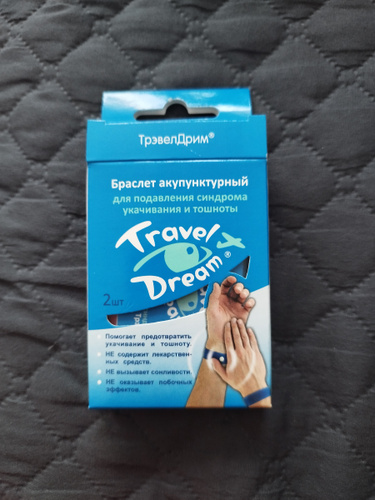 ТрэвелДрим®
Браслет акупунктурный
для подавления синдрома
укачивания и тошноты
Travel
Dream®
2шт
Помогает предотвратить
укачивание и тошноту.
НЕ содержит лекарствен-
ных средств.
НЕ вызывает сонливости.
НЕ оказывает побочных
эффектов.